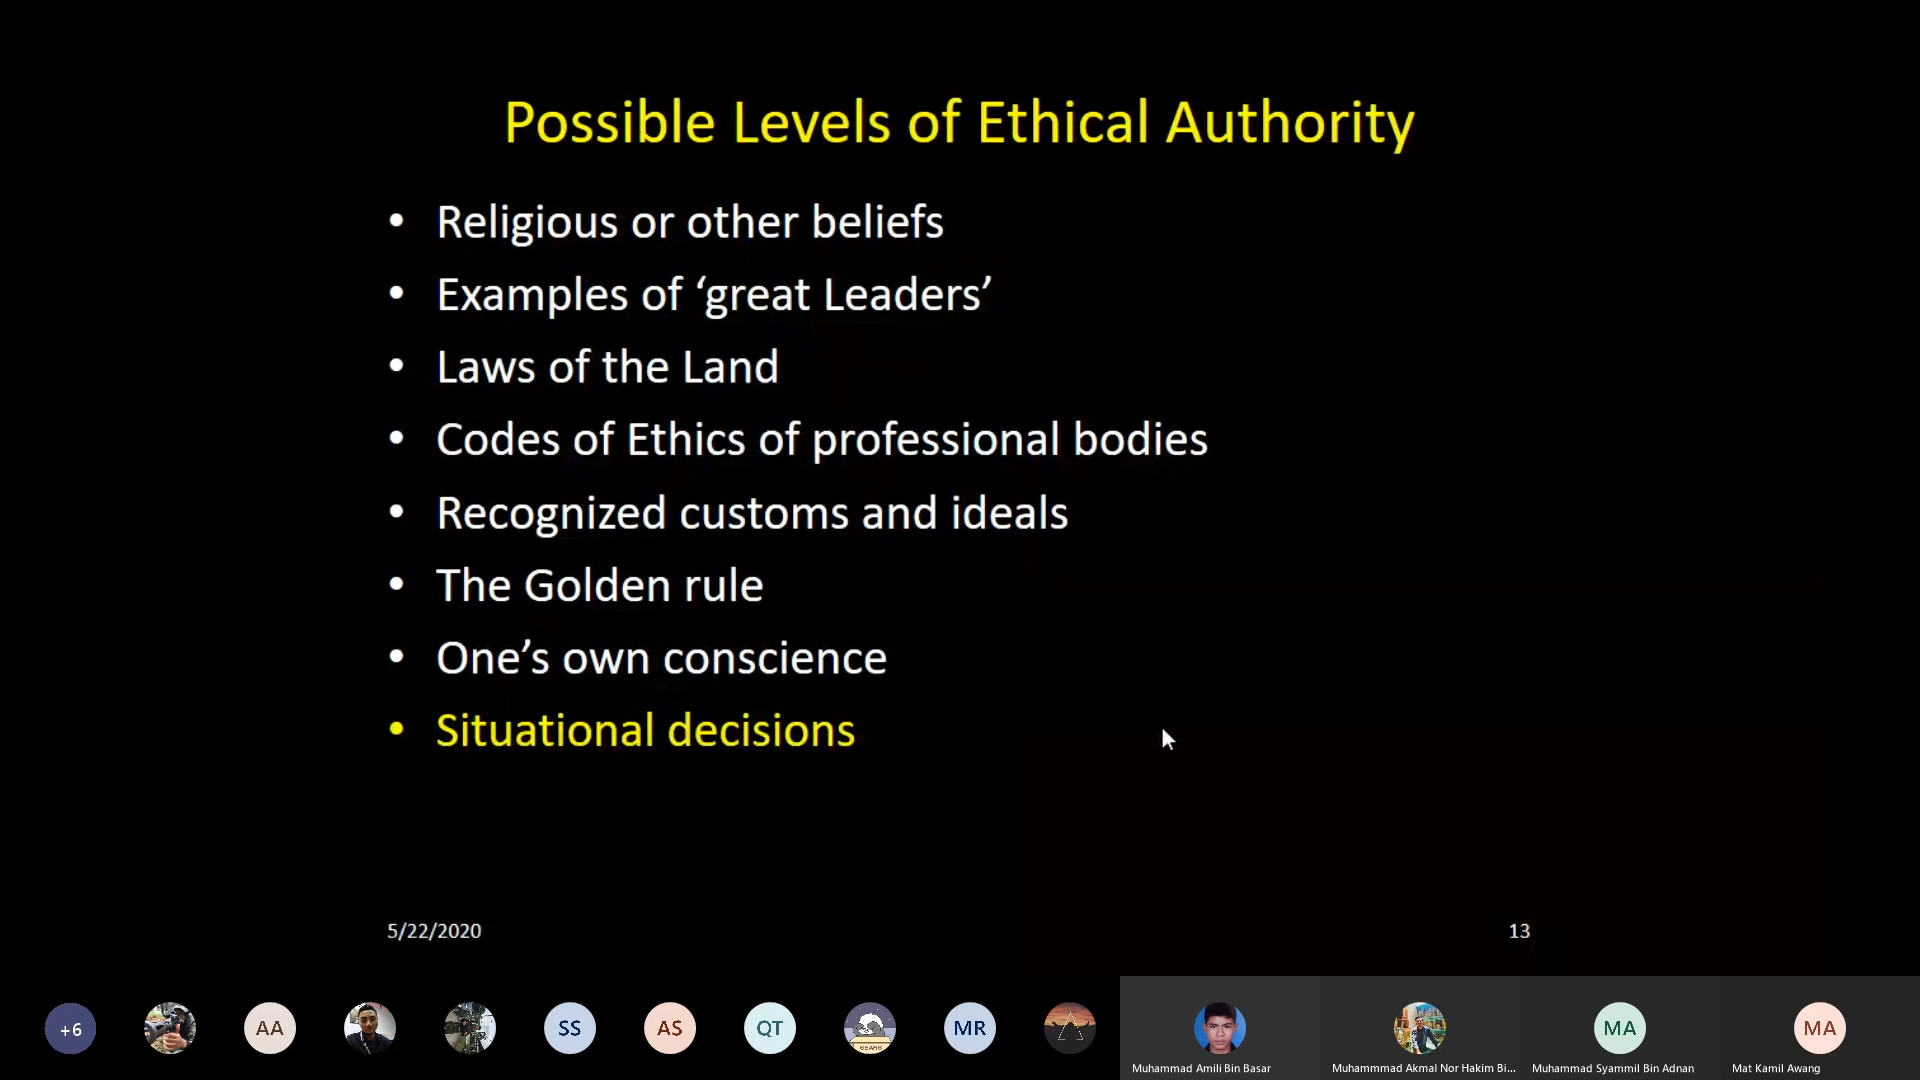 Possible Levels of Ethical Authority
• Religious or other beliefs
• Examples of ‘great Leaders’
• Laws of the Land
• Codes of Ethics of professional bodies
• Recognized customs and ideals
• The Golden rule
• One’s own conscience
• Situational decisions
5/22/2020
13
+6
AA
SS
AS
QT
BEARS
MR
MA
MA
Muhammad Amili Bin Basar
Muhammmad Akmal Nor Hakim Bi...
Muhammad Syammil Bin Adnan
Mat Kamil Awang